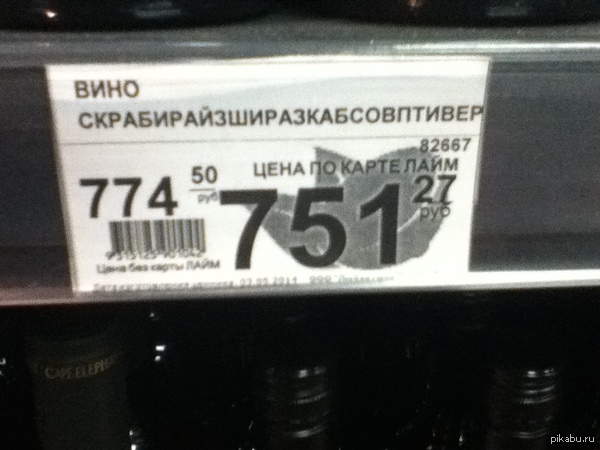 ВИНО
СКРАБИРАЙЗШИРАЗКАБСОВПТИВЕР
82667
ЦЕНА ПО КАРТЕ ЛАЙМ
774 50 руб
751 27 руб
Цена без карты ЛАЙМ
CAPE
pikabu.ru